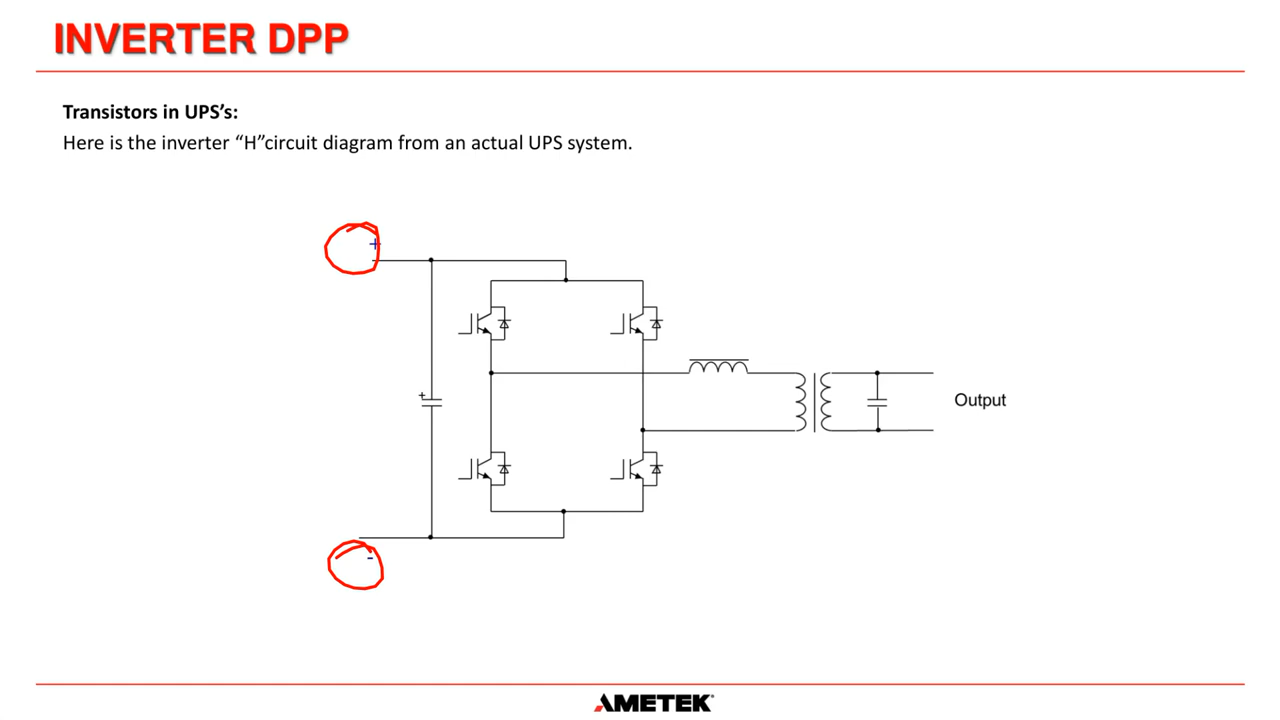 INVERTER DPP
Transistors in UPS’s:
Here is the inverter “H”circuit diagram from an actual UPS system.
+
+
Output
-
AMETEK®